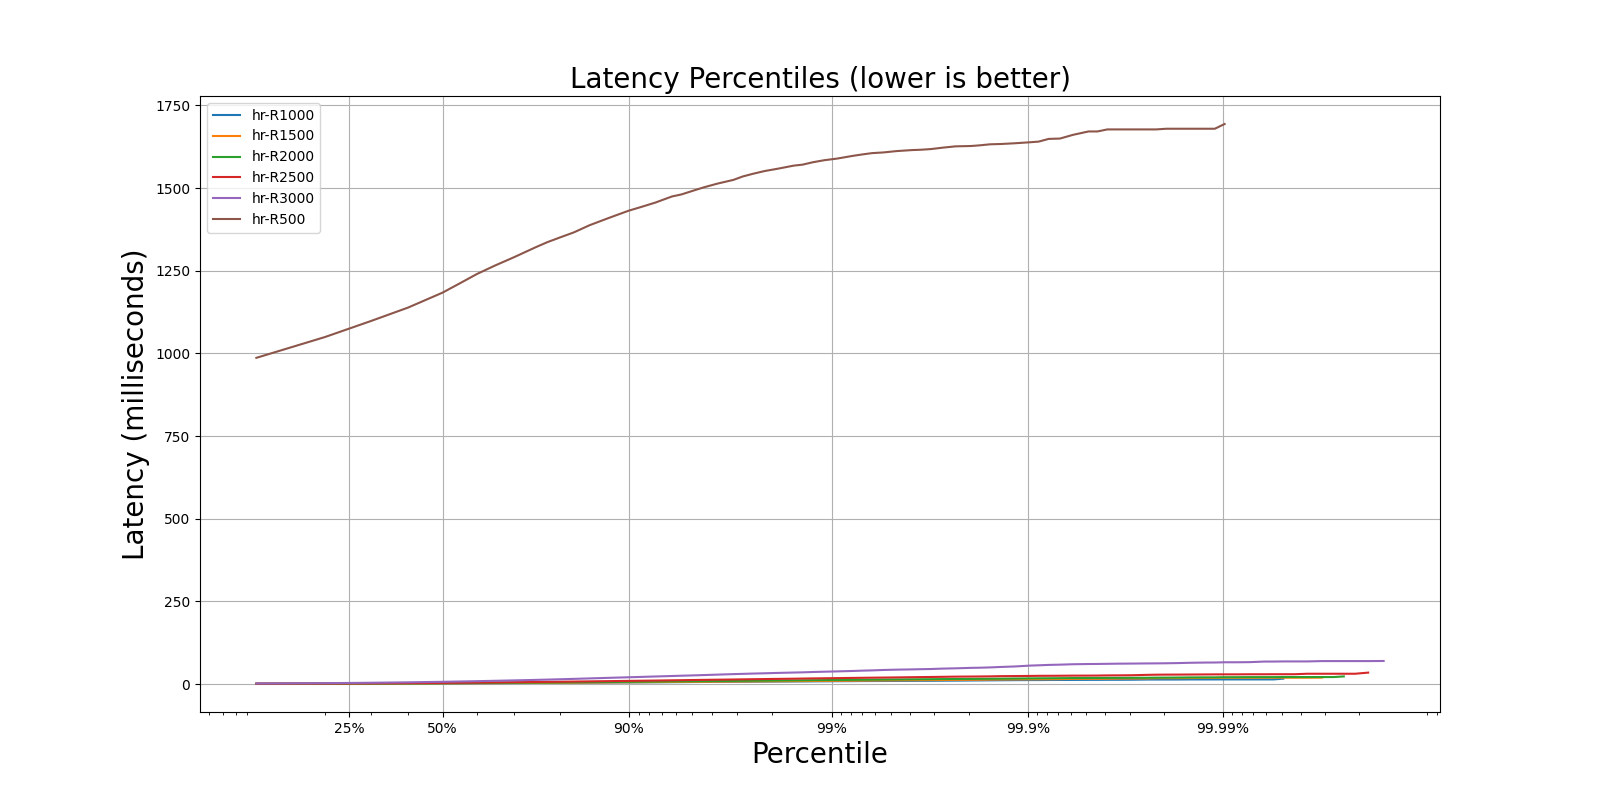 Latency Percentiles (lower is better)
1750
1500
1250
1000
750
500
250
0
Latency (milliseconds)
hr-R1000
hr-R1500
hr-R2000
hr-R2500
hr-R3000
hr-R500
25% 50% 90% 99% 99.9% 99.99%
Percentile